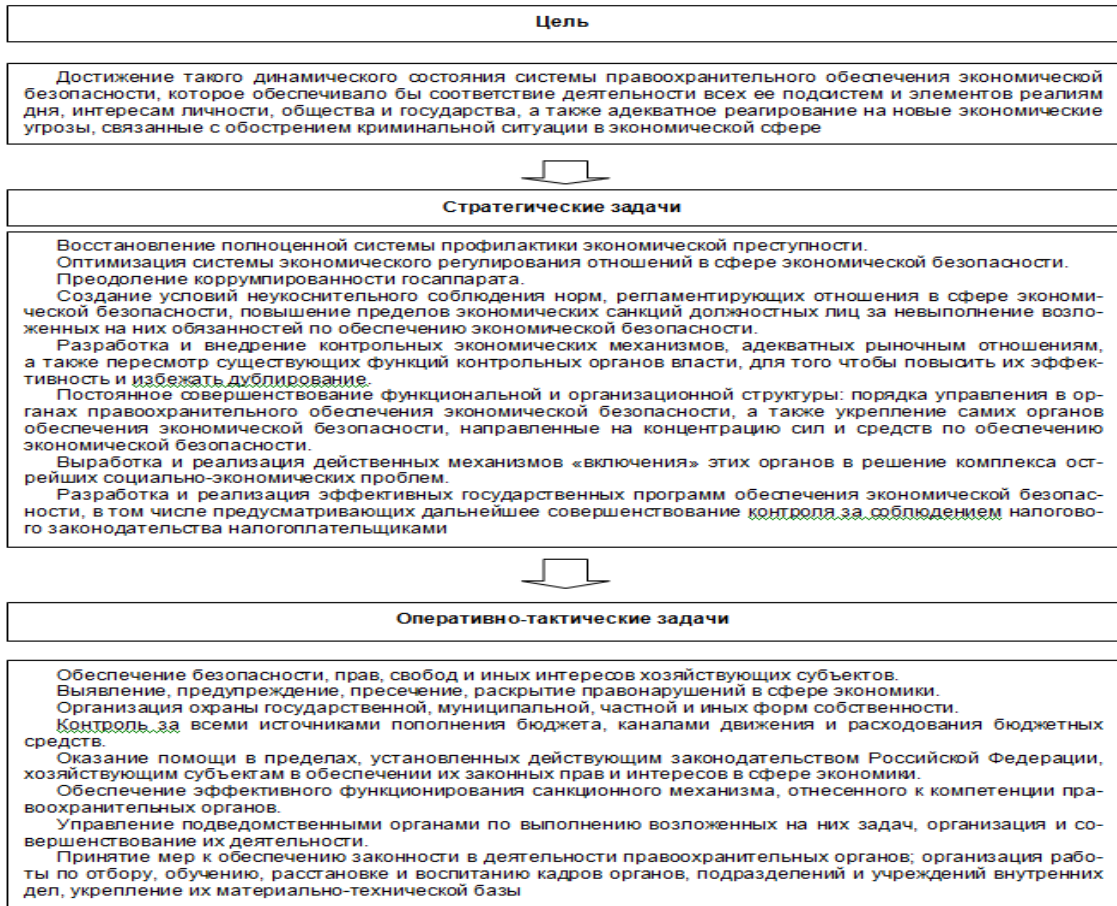 Цель
Достижение такого динамического состояния системы правоохранительного обеспечения экономической
безопасности, которое обеспечивало бы соответствие деятельности всех ее подсистем и элементов реалиям
дня, интересам личности, общества и государства, а также адекватное реагирование на новые экономические
угрозы, связанные с обострением криминальной ситуации в экономической сфере
Стратегические задачи
Восстановление полноценной системы профилактики экономической преступности.
Оптимизация системы экономического регулирования отношений в сфере экономической безопасности.
Преодоление коррумпированности госаппарата.
Создание условий неукоснительного соблюдения норм, регламентирующих отношения в сфере экономи-
ческой безопасности, повышение пределов экономических санкций должностных лиц за невыполнение возло-
женных на них обязанностей по обеспечению экономической безопасности.
Разработка и внедрение контрольных экономических механизмов, адекватных рыночным отношениям,
а также пересмотр существующих функций контрольных органов власти, для того чтобы повысить их эффек-
тивность и избежать дублирование.
Постоянное совершенствование функциональной и организационной структуры: порядка управления в ор-
ганах правоохранительного обеспечения экономической безопасности, а также укрепление самих органов
обеспечения экономической безопасности, направленные на концентрацию сил и средств по обеспечению
экономической безопасности.
Выработка и реализация действенных механизмов «включения» этих органов в решение комплекса ост-
рейших социально-экономических проблем.
Разработка и реализация эффективных государственных программ обеспечения экономической безопас-
ности, в том числе предусматривающих дальнейшее совершенствование контроля за соблюдением налогово-
го законодательства налогоплательщиками
Оперативно-тактические задачи
Обеспечение безопасности, прав, свобод и иных интересов хозяйствующих субъектов.
Выявление, предупреждение, пресечение, раскрытие правонарушений в сфере экономики.
Организация охраны государственной, муниципальной, частной и иных форм собственности.
Контроль за всеми источниками пополнения бюджета, каналами движения и расходования бюджетных
средств.
Оказание помощи в пределах, установленных действующим законодательством Российской Федерации,
хозяйствующим субъектам в обеспечении их законных прав и интересов в сфере экономики.
Обеспечение эффективного функционирования санкционного механизма, отнесенного к компетенции пра-
воохранительных органов.
Управление подведомственными органами по выполнению возложенных на них задач, организация и со-
вершенствование их деятельности.
Принятие мер к обеспечению законности в деятельности правоохранительных органов; организация рабо-
ты по отбору, обучению, расстановке и воспитанию кадров органов, подразделений и учреждений внутренних
дел, укрепление их материально-технической базы